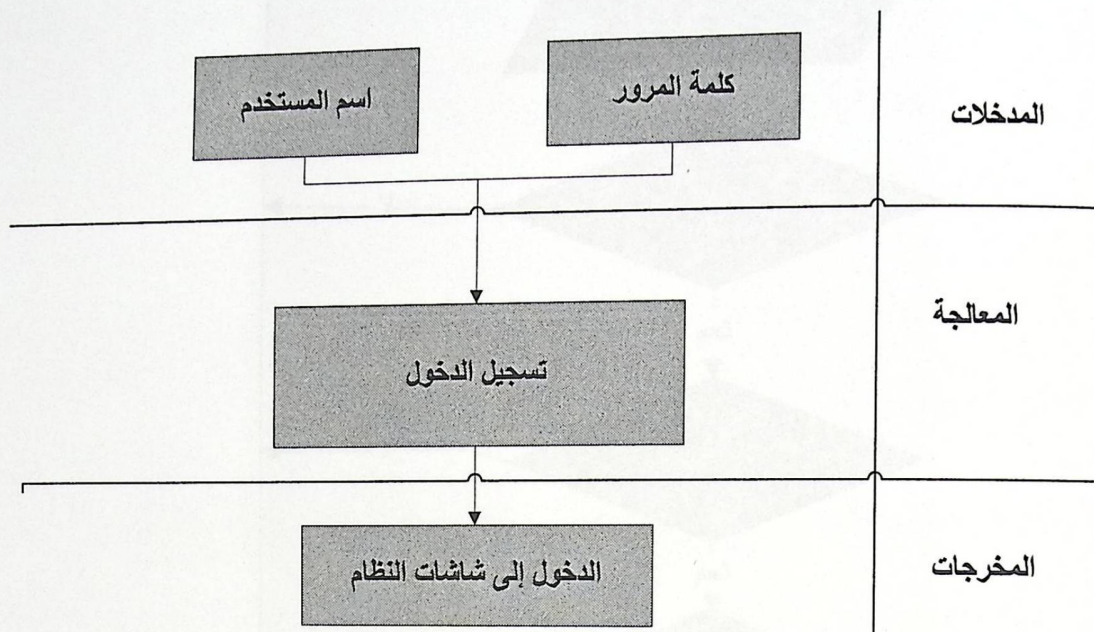 المدخلات
كلمة المرور
اسم المستخدم
المعالجة
تسجيل الدخول
المخرجات
الدخول إلى شاشات النظام